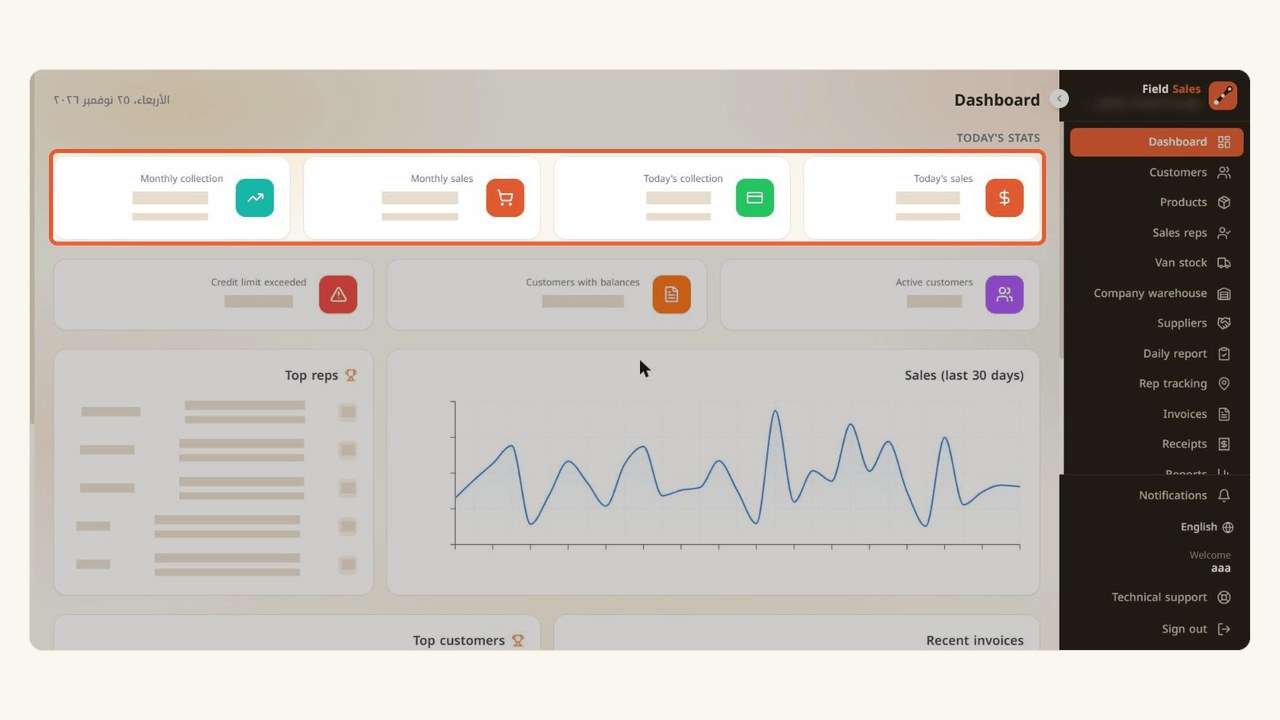 Field Sales
Dashboard
الأربعاء، ٢٥ نوفمبر ٢٠٢٦
TODAY'S STATS
Today's sales
Today's collection
Monthly sales
Monthly collection
Active customers
Customers with balances
Credit limit exceeded
Sales (last 30 days)
Top reps
Recent invoices
Top customers
Dashboard
Customers
Products
Sales reps
Van stock
Company warehouse
Suppliers
Daily report
Rep tracking
Invoices
Receipts
Reports
Notifications
English
Welcome
aaa
Technical support
Sign out